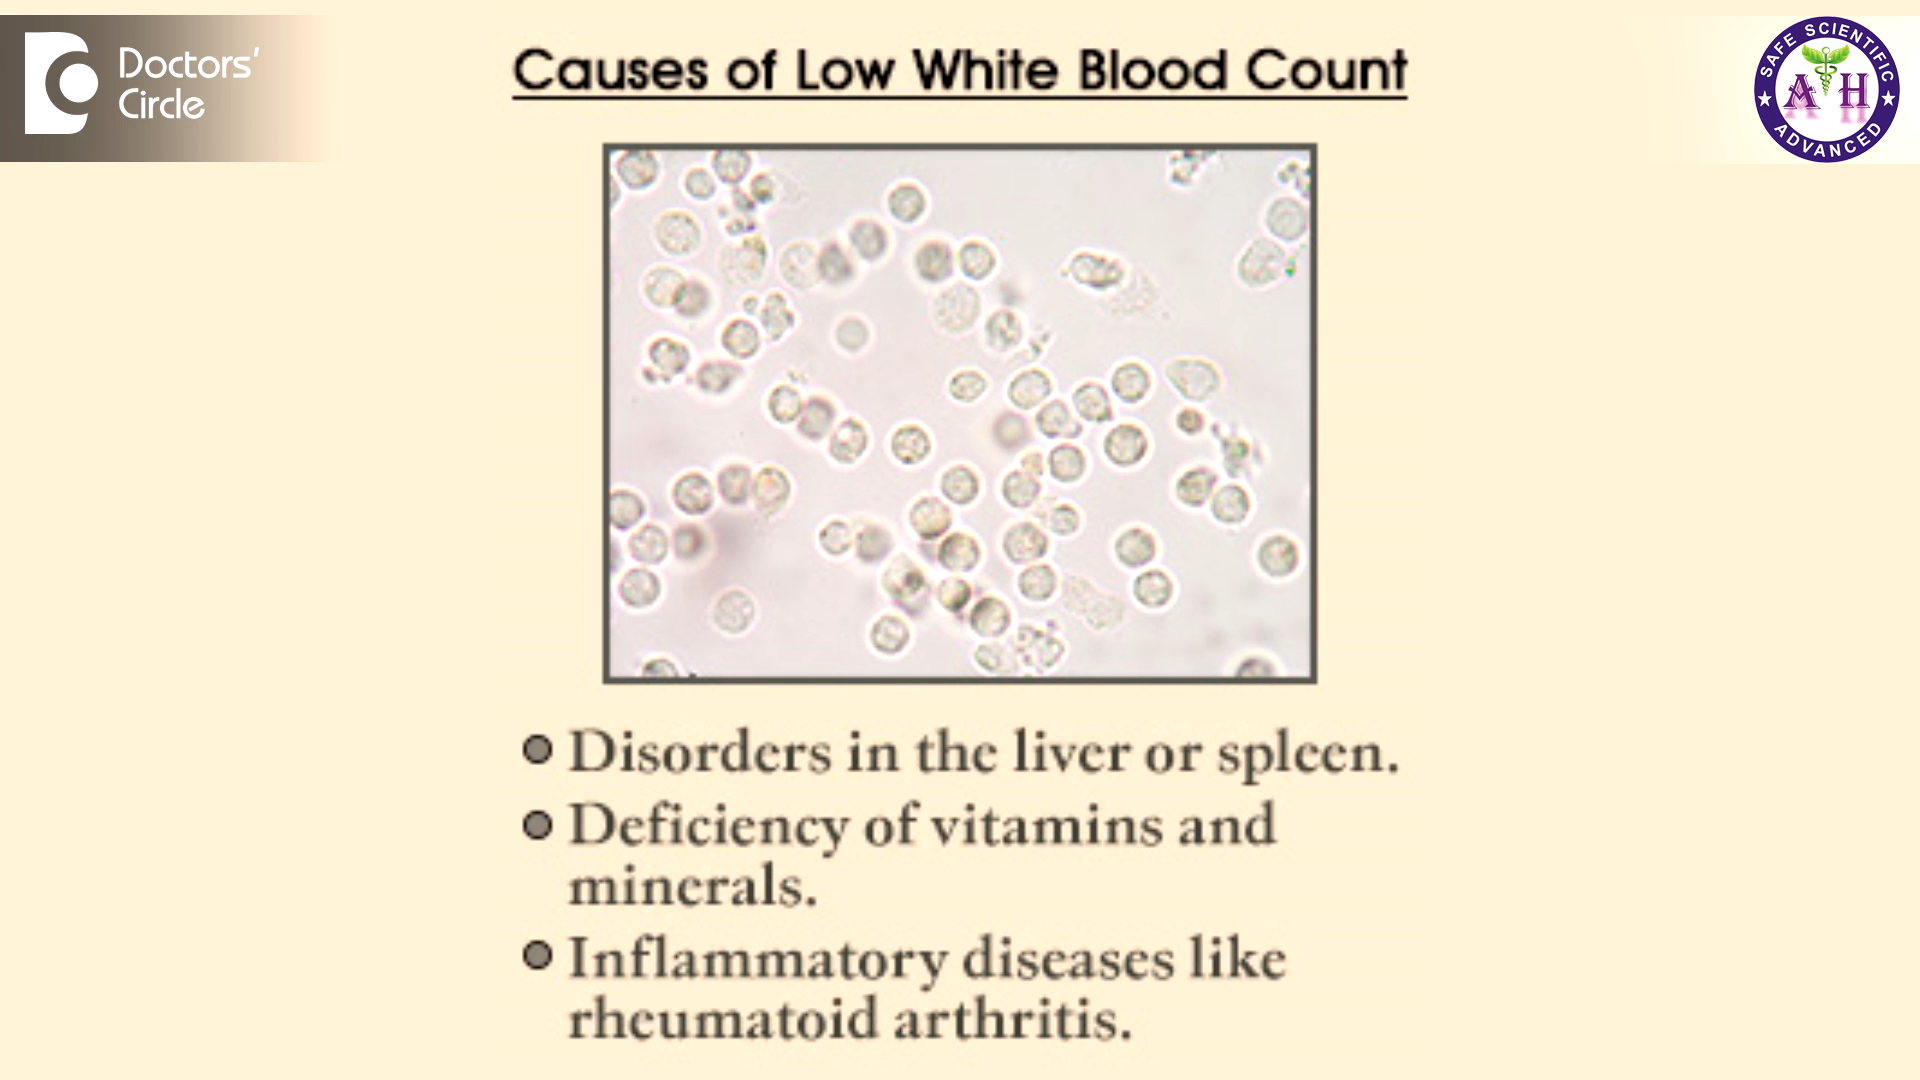 Doctors'
Circle
Causes of Low White Blood Count
SAFE SCIENTIFIC
A H
ADVANCED
Disorders in the liver or spleen.
Deficiency of vitamins and
minerals.
Inflammatory diseases like
rheumatoid arthritis.